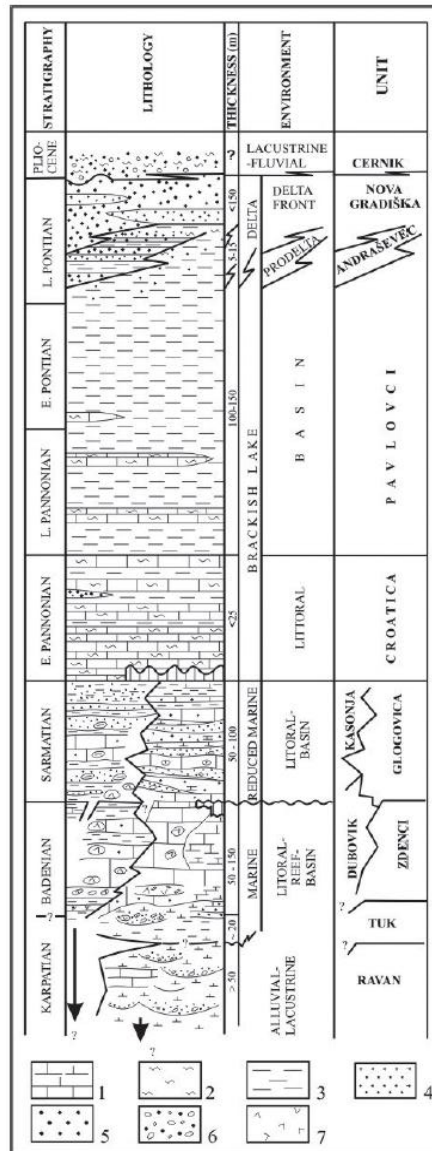 STRATIGRAPHY
LITHOLOGY
THICKNESS (m)
ENVIRONMENT
UNIT
PLIO-
CENE
?
LACUSTRINE
-FLUVIAL
CERNIK
L. PONTIAN
<150
5-15
DELTA
DELTA
FRONT
PRODELTA
NOVA
GRADIŠKA
ANDRAŠEVEC
E. PONTIAN
L. PANNONIAN
100-150
BRACKISH LAKE
BASIN
PAVLOVCI
E. PANNONIAN
<25
LITTORAL
CROATICA
SARMATIAN
50 - 100
REDUCED MARINE
LITORAL-
BASIN
KASONJA
GLOGOVICA
BADENIAN
50 - 150
MARINE
LITORAL-
REEF-
BASIN
DUBOVIK
ZDENCI
?
?
~ 20
TUK
?
?
KARPATIAN
> 50
ALLUVIAL-
LACUSTRINE
RAVAN
?
?
1
2
3
4
5
6
7